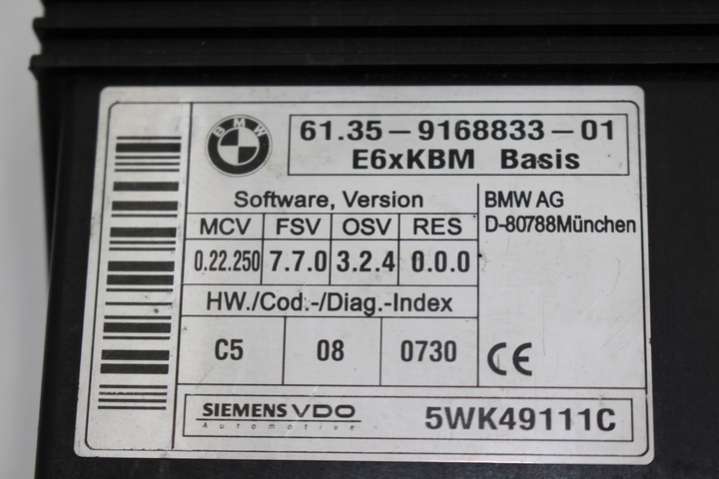 BMW
61.35-9168833-01
E6xKBM Basis
Software, Version
MCV FSV OSV RES
0.22.250 7.7.0 3.2.4 0.0.0
HW./Cod.-/Diag.-Index
C5 08 0730
BMW AG
D-80788München
CE
SIEMENS VDO
Automotive
5WK49111C